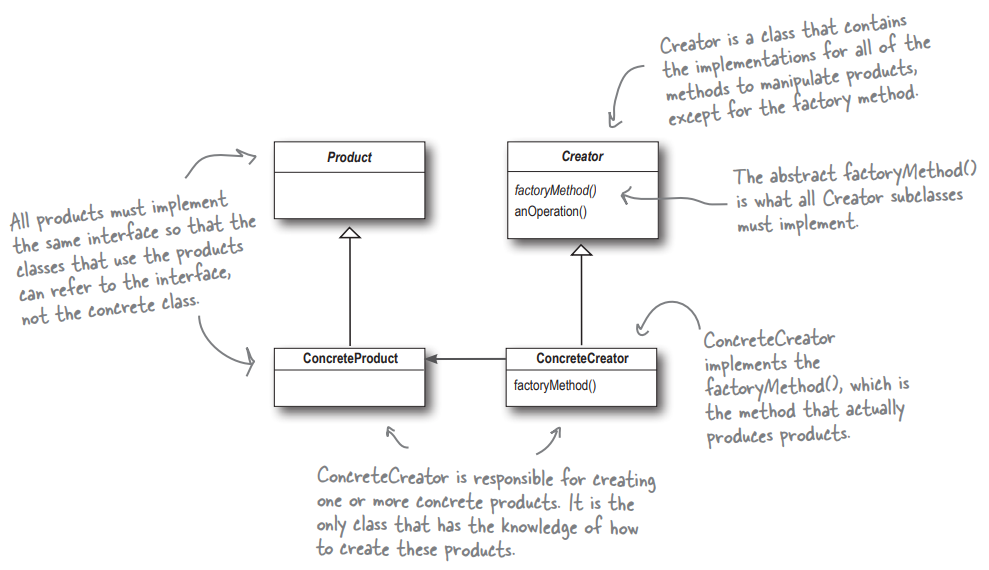 Creator is a class that contains
the implementations for all of the
methods to manipulate products,
except for the factory method.
Product
Creator
factoryMethod()
anOperation()
The abstract factoryMethod()
is what all Creator subclasses
must implement.
All products must implement
the same interface so that the
classes that use the products
can refer to the interface,
not the concrete class.
ConcreteProduct
ConcreteCreator
factoryMethod()
ConcreteCreator
implements the
factoryMethod(), which is
the method that actually
produces products.
ConcreteCreator is responsible for creating
one or more concrete products. It is the
only class that has the knowledge of how
to create these products.